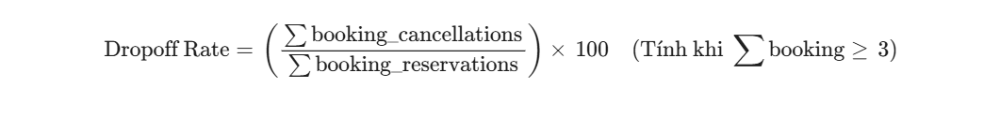 Dropoff Rate = (∑ booking_cancellations / ∑ booking_reservations) × 100 (Tính khi ∑ booking ≥ 3)